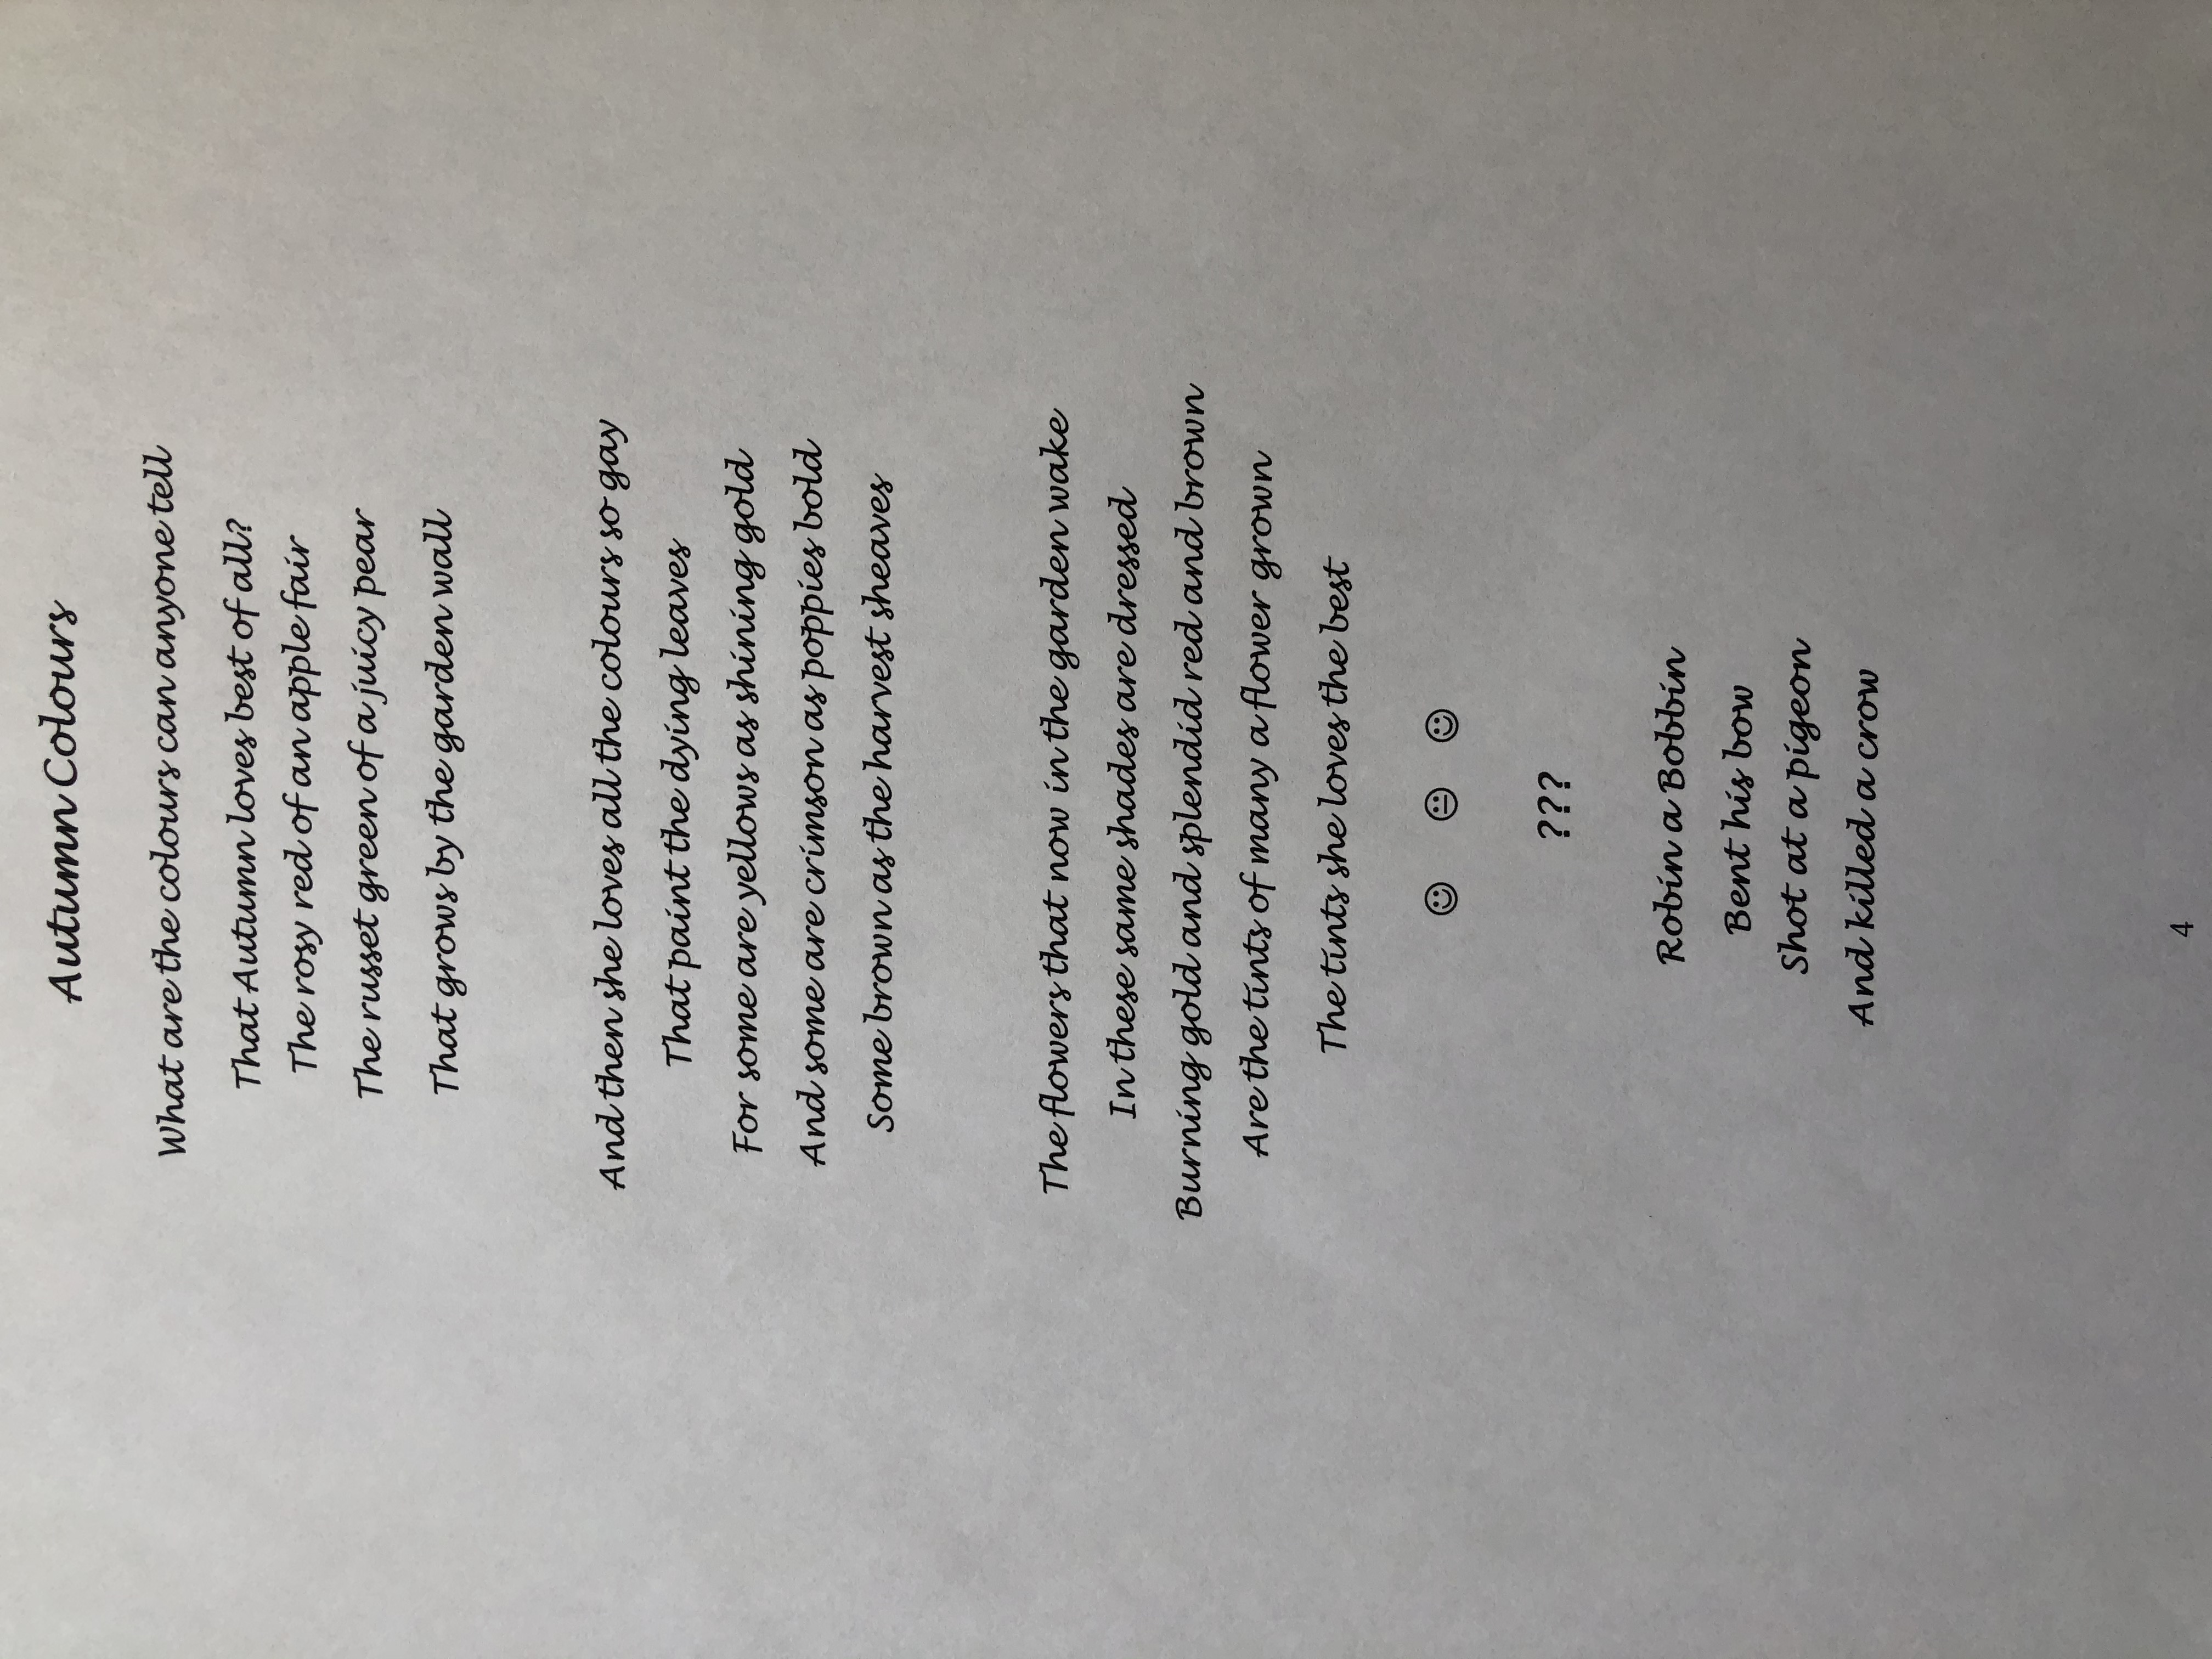 Autumn Colours
What are the colours can anyone tell
That Autumn loves best of all?
The rosy red of an apple fair
The russet green of a juicy pear
That grows by the garden wall
And then she loves all the colours so gay
That paint the dying leaves
For some are yellows as shining gold
And some are crimson as poppies bold
Some brown as the harvest sheaves
The flowers that now in the garden wake
In these same shades are dressed
Burning gold and splendid red and brown
Are the tints of many a flower grown
The tints she loves the best
☺ 😐 ☺
???
Robin a Bobbin
Bent his bow
Shot at a pigeon
And killed a crow
4